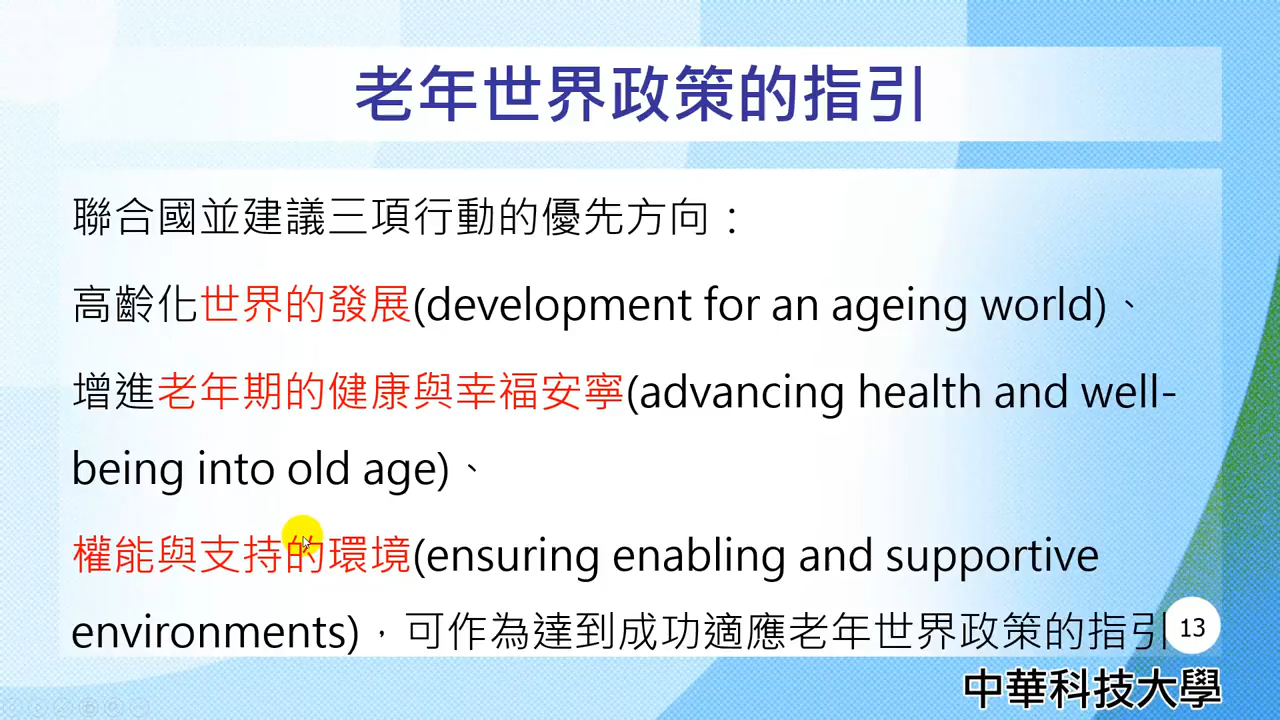 老年世界政策的指引
聯合國並建議三項行動的優先方向：
高齡化世界的發展(development for an ageing world)、
增進老年期的健康與幸福安寧(advancing health and well-
being into old age)、
權能與支持的環境(ensuring enabling and supportive
environments)，可作為達到成功適應老年世界政策的指引
13
中華科技大學